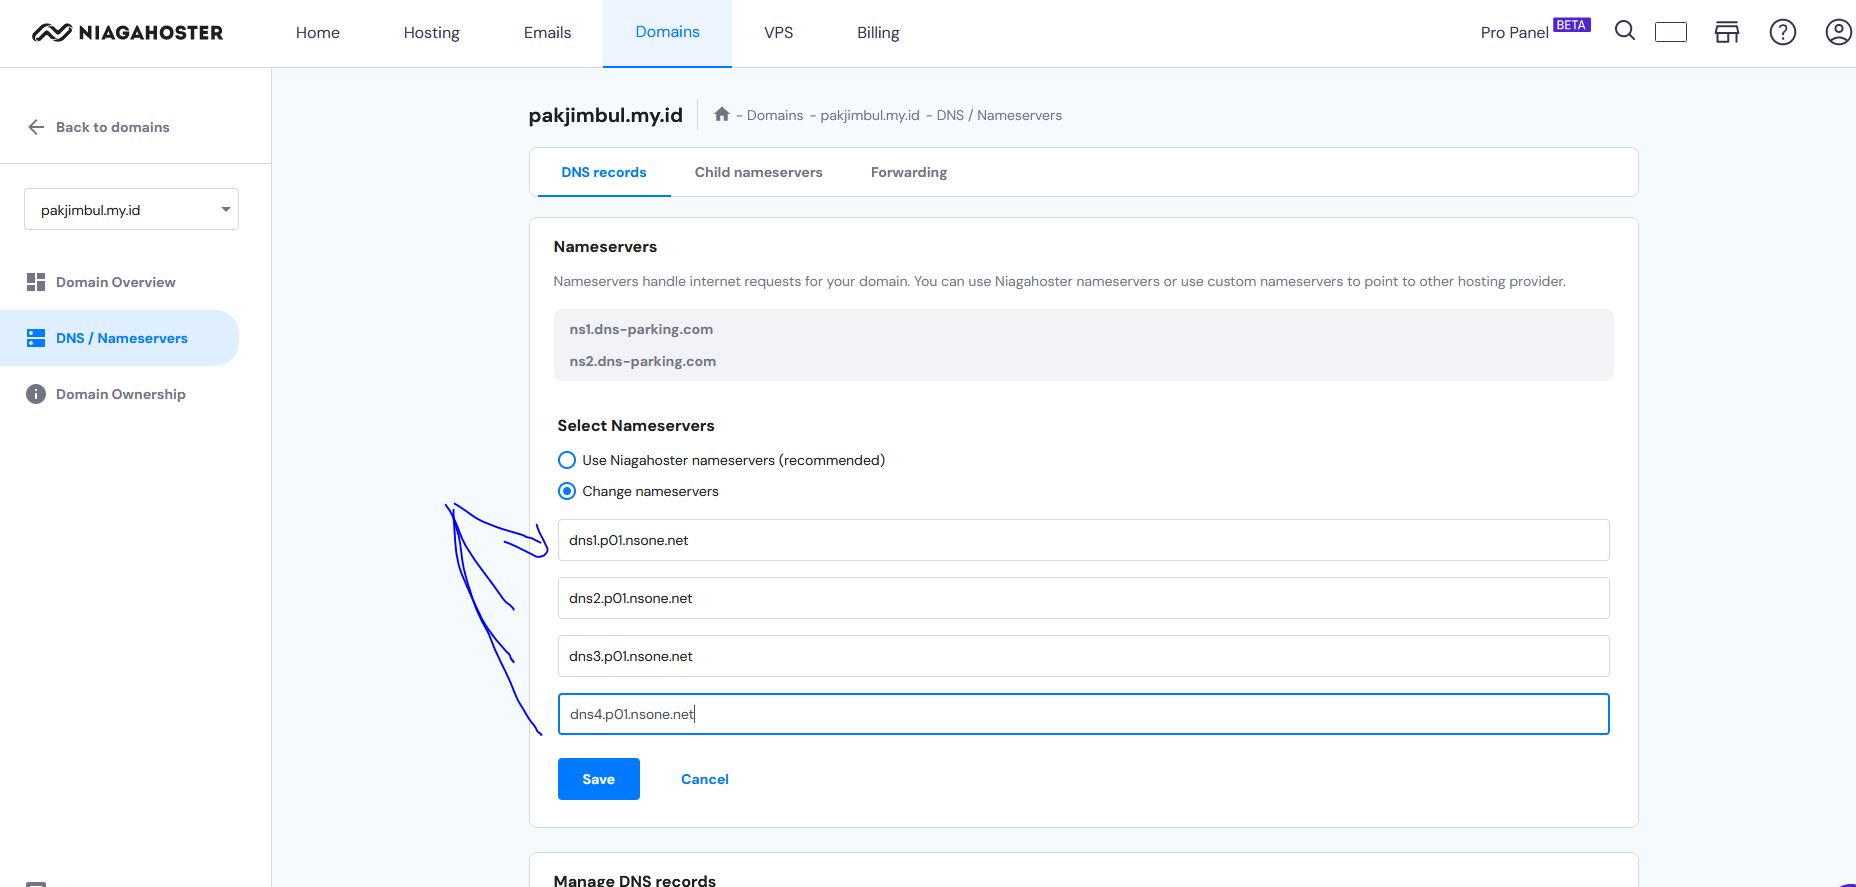 NIAGAHOSTER
Home
Hosting
Emails
Domains
VPS
Billing
Pro Panel BETA
Back to domains
pakjimbul.my.id
Domain Overview
DNS / Nameservers
Domain Ownership
pakjimbul.my.id
- Domains - pakjimbul.my.id - DNS / Nameservers
DNS records
Child nameservers
Forwarding
Nameservers
Nameservers handle internet requests for your domain. You can use Niagahoster nameservers or use custom nameservers to point to other hosting provider.
ns1.dns-parking.com
ns2.dns-parking.com
Select Nameservers
Use Niagahoster nameservers (recommended)
Change nameservers
dns1.p01.nsone.net
dns2.p01.nsone.net
dns3.p01.nsone.net
dns4.p01.nsone.net
Save
Cancel
Manage DNS records